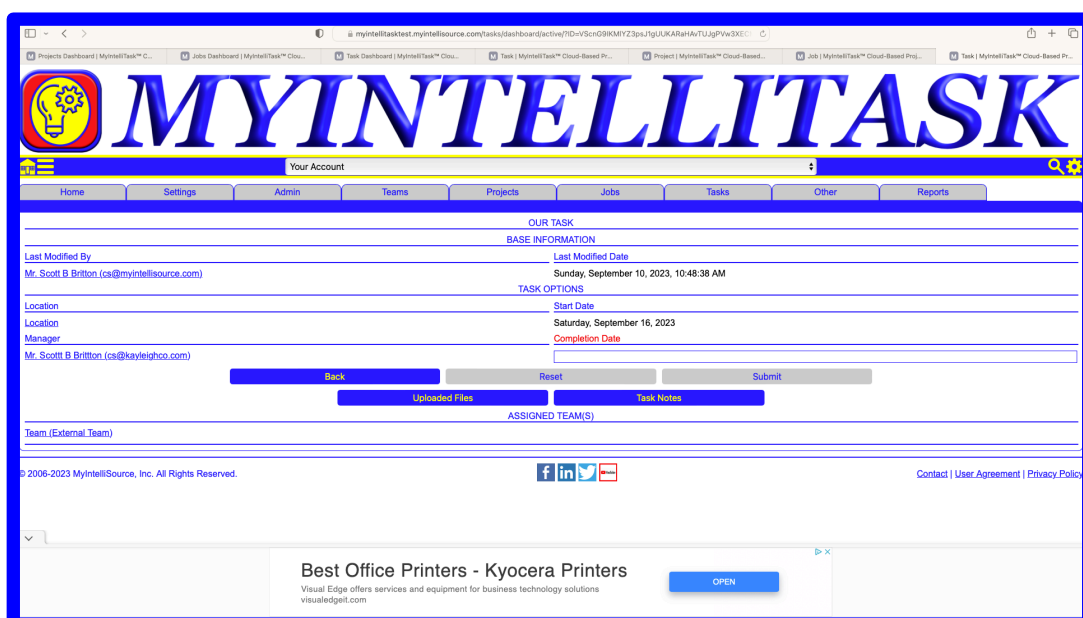 myintellitasktest.myintellisource.com/tasks/dashboard/active/?ID=
Projects Dashboard | MyIntelliTask™ C... Jobs Dashboard | MyIntelliTask™ Clou... Task Dashboard | MyIntelliTask™ Clou... Task | MyIntelliTask™ Cloud-Based Pr... Project | MyIntelliTask™ Cloud-Based... Job | MyIntelliTask™ Cloud-Based Proj... Task | MyIntelliTask™ Cloud-Based Pr...
MYINTELLITASK
Your Account
Home Settings Admin Teams Projects Jobs Tasks Other Reports
OUR TASK
BASE INFORMATION
Last Modified By Last Modified Date
Mr. Scott B Britton (cs@myintellisource.com) Sunday, September 10, 2023, 10:48:38 AM
TASK OPTIONS
Location Start Date
Location Saturday, September 16, 2023
Manager Completion Date
Mr. Scottt B Brittton (cs@kayleighco.com)
Back Reset Submit
Uploaded Files Task Notes
ASSIGNED TEAM(S)
Team (External Team)
© 2006-2023 MyIntelliSource, Inc. All Rights Reserved. Contact | User Agreement | Privacy Policy
Best Office Printers - Kyocera Printers
Visual Edge offers services and equipment for business technology solutions
visualedgeit.com
OPEN